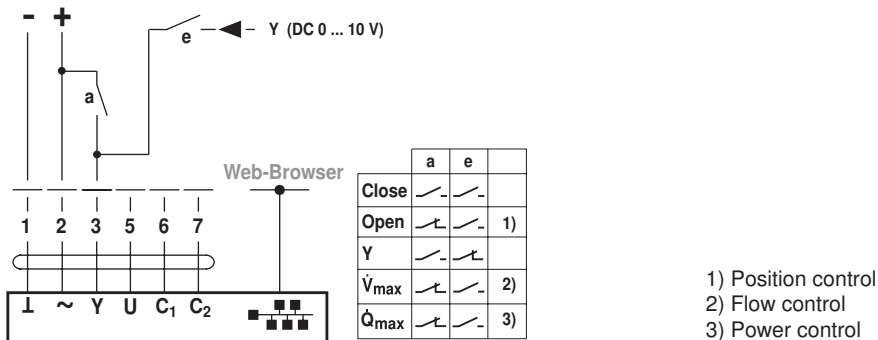 - +
e Y (DC 0 ... 10 V)
a
Web-Browser
1 2 3 5 6 7
⊥ ~ Y U C₁ C₂
a e
Close
Open 1)
Y
V̇max 2)
Q̇max 3)
1) Position control
2) Flow control
3) Power control